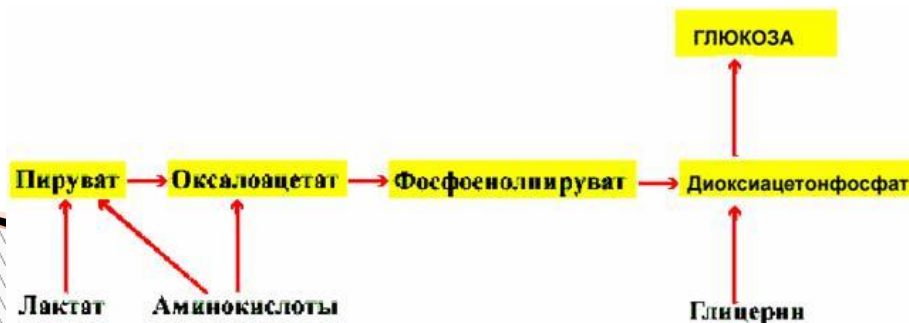 ГЛЮКОЗА
Пируват Оксалоацетат Фосфоенолпируват Диоксиацетонфосфат
Лактат Аминокислоты Глицерин